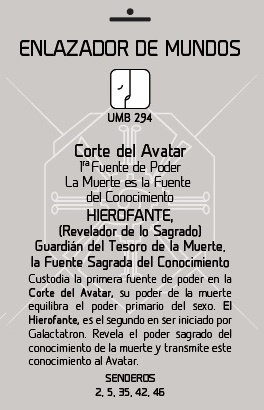 ENLAZADOR DE MUNDOS
UMB 294
Corte del Avatar
1ra Fuente de Poder
La Muerte es la Fuente
del Conocimiento
HIEROFANTE,
(Revelador de lo Sagrado)
Guardián del Tesoro de la Muerte,
la Fuente Sagrada del Conocimiento
Custodia la primera fuente de poder en la
Corte del Avatar, su poder de la muerte
equilibra el poder primario del sexo. El
Hierofante, es el segundo en ser iniciado por
Galactatron. Revela el poder sagrado del
conocimiento de la muerte y transmite este
conocimiento al Avatar.
SENDEROS
2, 5, 35, 42, 46